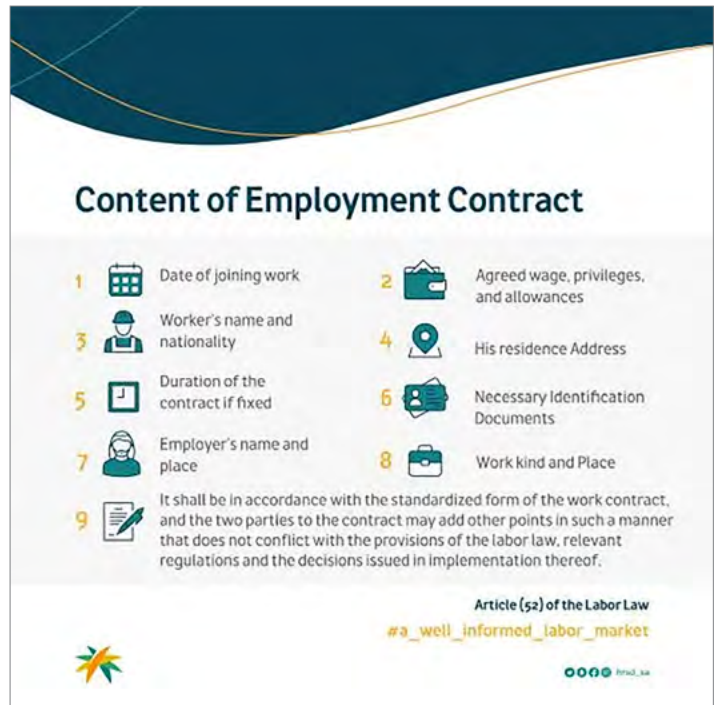 Content of Employment Contract
1 Date of joining work
2 Agreed wage, privileges,
and allowances
3 Worker's name and
nationality
4 His residence Address
5 Duration of the
contract if fixed
6 Necessary Identification
Documents
7 Employer's name and
place
8 Work kind and Place
9 It shall be in accordance with the standardized form of the work contract,
and the two parties to the contract may add other points in such a manner
that does not conflict with the provisions of the labor law, relevant
regulations and the decisions issued in implementation thereof.
Article (52) of the Labor Law
#a_well_informed_labor_market